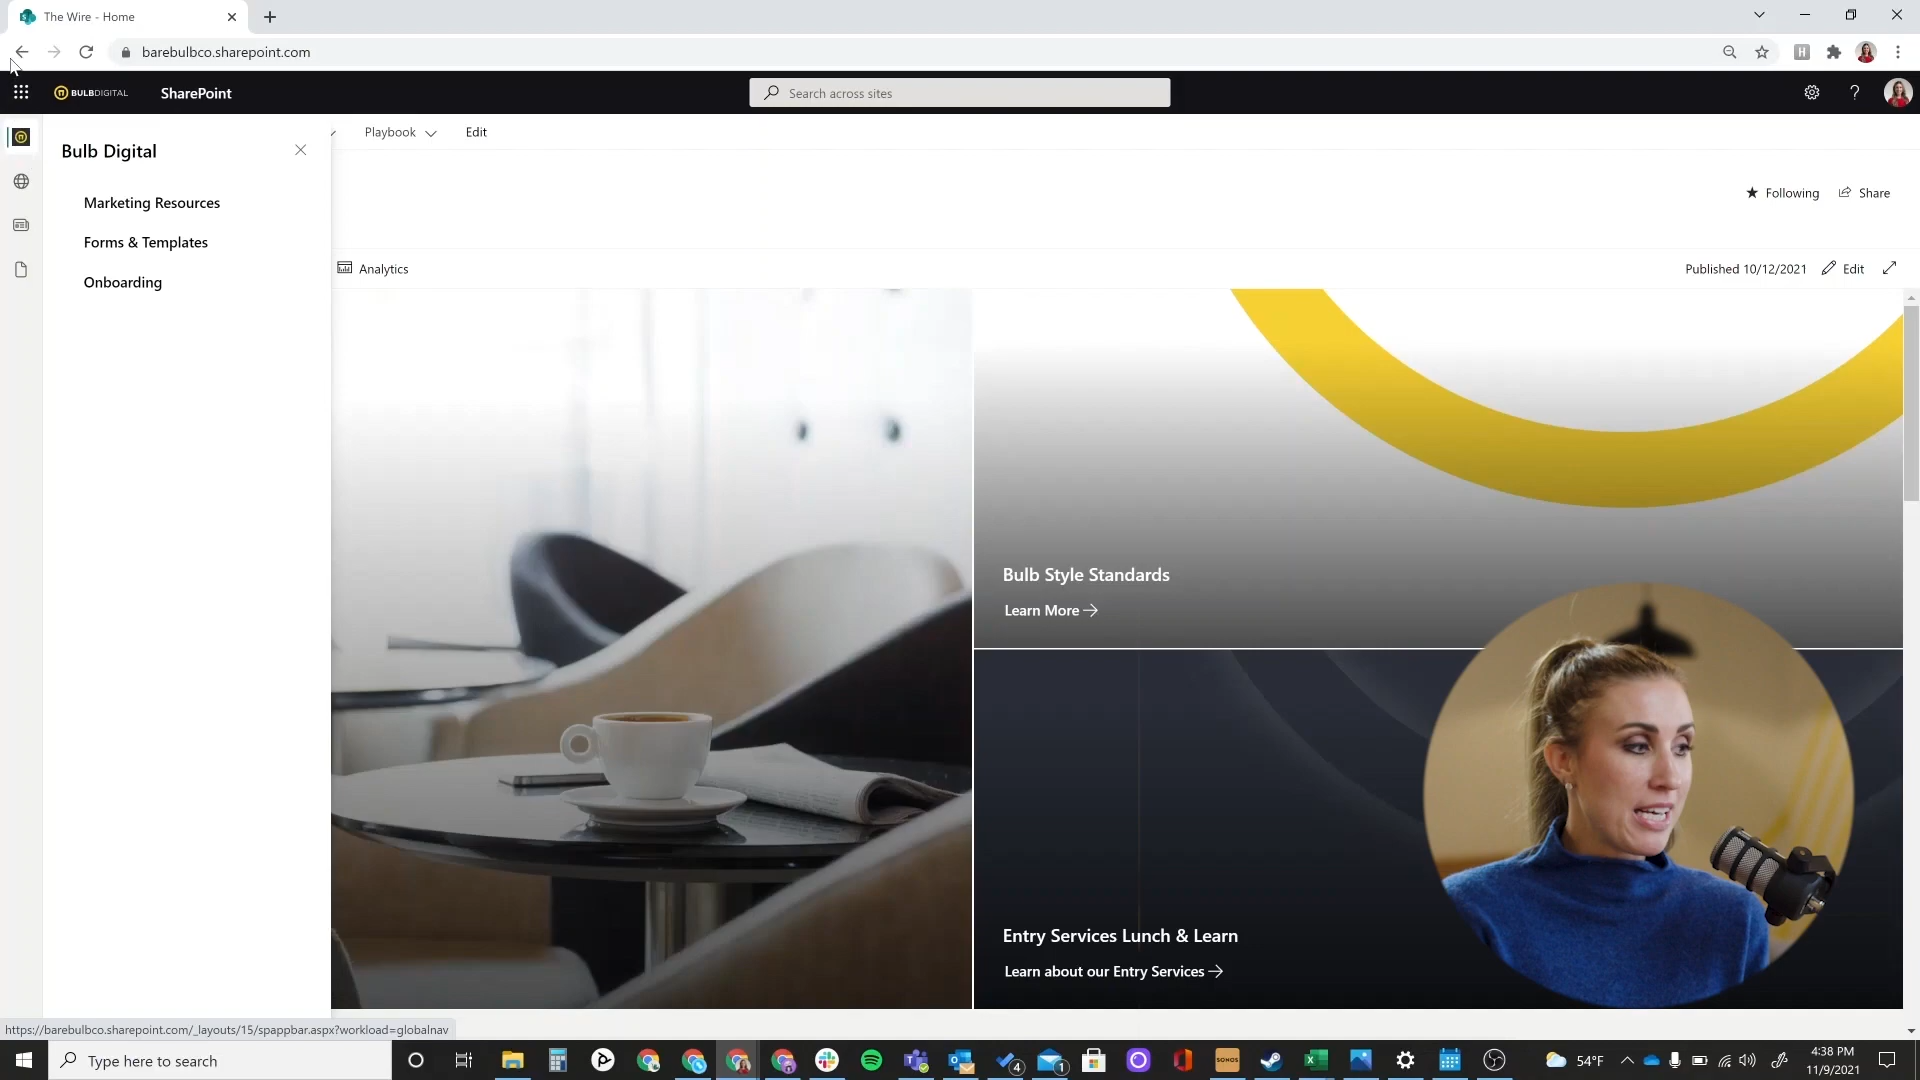 The Wire - Home
barebulbco.sharepoint.com
H
BULBDIGITAL
SharePoint
Search across sites
?
Playbook
Edit
Bulb Digital
Marketing Resources
Forms & Templates
Onboarding
Following
Share
Analytics
Published 10/12/2021
Edit
Bulb Style Standards
Learn More
Entry Services Lunch & Learn
Learn about our Entry Services
https://barebulbco.sharepoint.com/_layouts/15/spappbar.aspx?workload=globalnav
Type here to search
4
1
SONOS
54°F
4:38 PM
11/9/2021